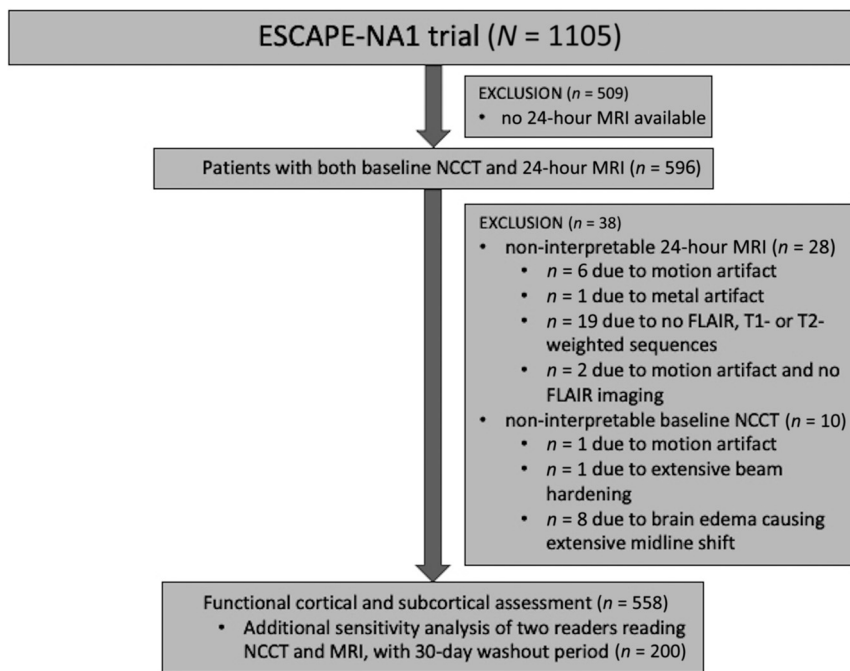 ESCAPE-NA1 trial (N = 1105)
EXCLUSION (n = 509)
• no 24-hour MRI available
Patients with both baseline NCCT and 24-hour MRI (n = 596)
EXCLUSION (n = 38)
• non-interpretable 24-hour MRI (n = 28)
• n = 6 due to motion artifact
• n = 1 due to metal artifact
• n = 19 due to no FLAIR, T1- or T2-
weighted sequences
• n = 2 due to motion artifact and no
FLAIR imaging
• non-interpretable baseline NCCT (n = 10)
• n = 1 due to motion artifact
• n = 1 due to extensive beam
hardening
• n = 8 due to brain edema causing
extensive midline shift
Functional cortical and subcortical assessment (n = 558)
• Additional sensitivity analysis of two readers reading
NCCT and MRI, with 30-day washout period (n = 200)